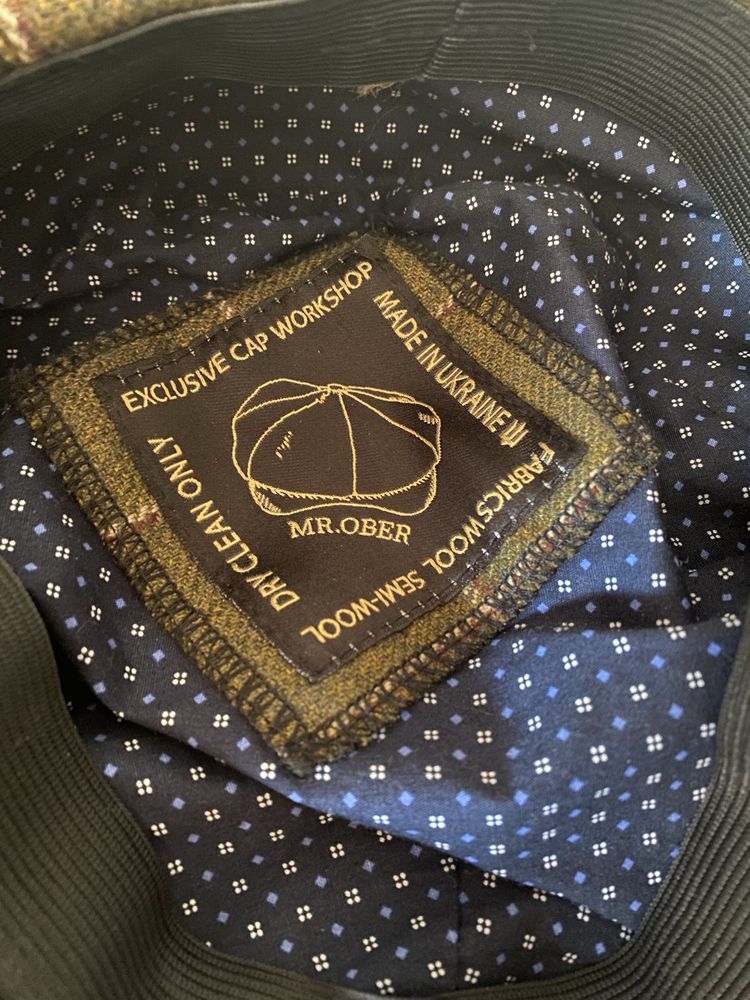 EXCLUSIVE CAP WORKSHOP
MADE IN UKRAINE
FABRICS WOOL SEMI-WOOL
DRY CLEAN ONLY
MR.OBER